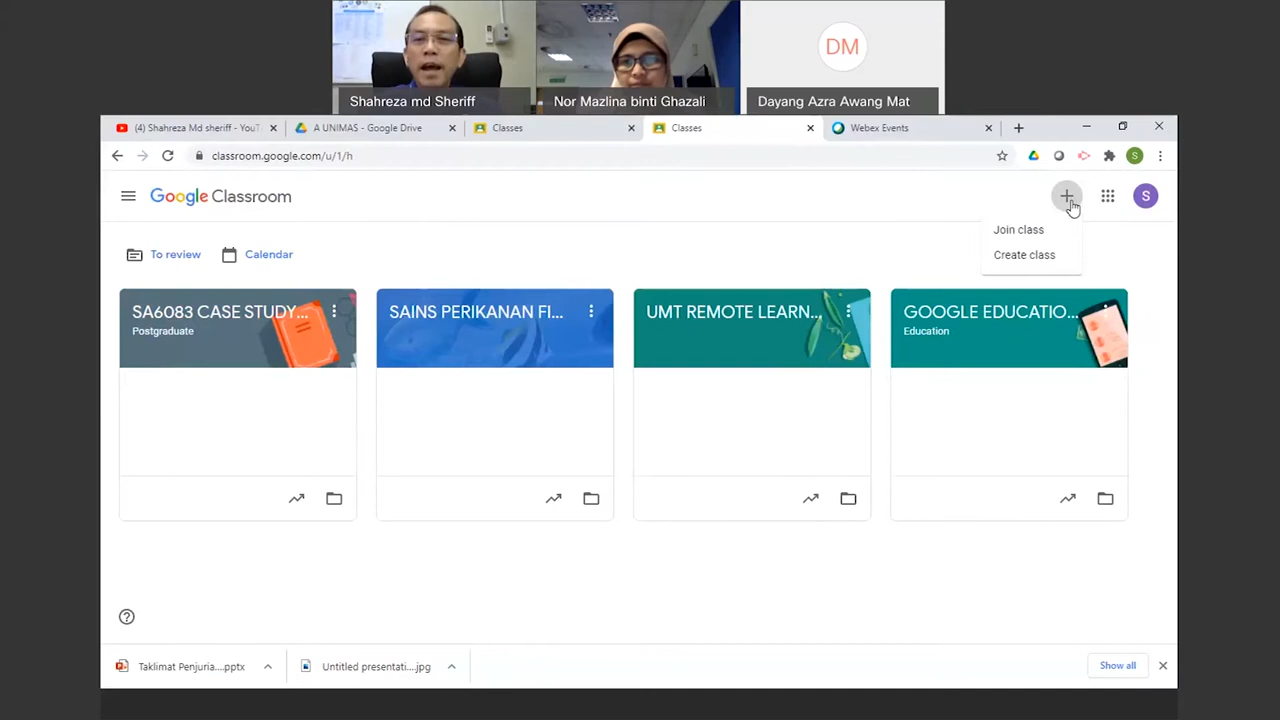 DM
Shahreza md Sheriff
Nor Mazlina binti Ghazali
Dayang Azra Awang Mat
(4) Shahreza Md sheriff - YouT
A UNIMAS - Google Drive
Classes
Classes
Webex Events
classroom.google.com/u/1/h
S
Google Classroom
S
Join class
Create class
To review
Calendar
SA6083 CASE STUDY...
Postgraduate
SAINS PERIKANAN FI...
UMT REMOTE LEARN...
GOOGLE EDUCATIO...
Education
Taklimat Penjuria....pptx
Untitled presentati....jpg
Show all